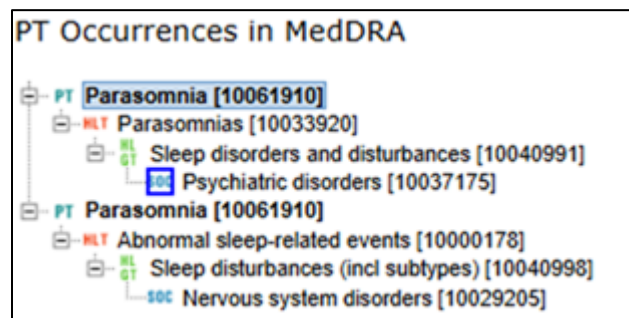 PT Occurrences in MedDRA
PT Parasomnia [10061910]
HLT Parasomnias [10033920]
HLGT Sleep disorders and disturbances [10040991]
SOC Psychiatric disorders [10037175]
PT Parasomnia [10061910]
HLT Abnormal sleep-related events [10000178]
HLGT Sleep disturbances (incl subtypes) [10040998]
SOC Nervous system disorders [10029205]